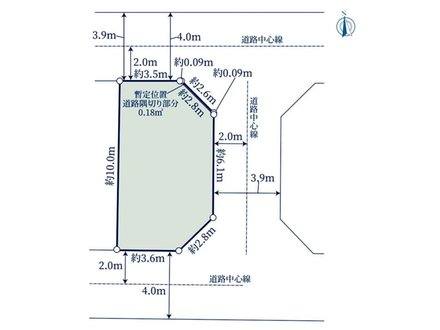 3.9m
4.0m
道路中心線
2.0m
約0.09m
約3.5m
約0.09m
約2.6m
約2.8m
暫定位置
道路隅切り部分
0.18㎡
道路中心線
2.0m
約10.0m
約6.1m
3.9m
約2.8m
約3.6m
2.0m
道路中心線
4.0m